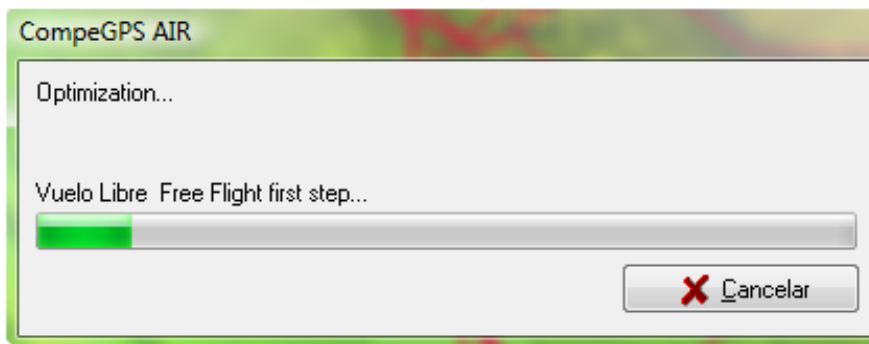 CompeGPS AIR
Optimization...
Vuelo Libre  Free Flight first step...
Cancelar